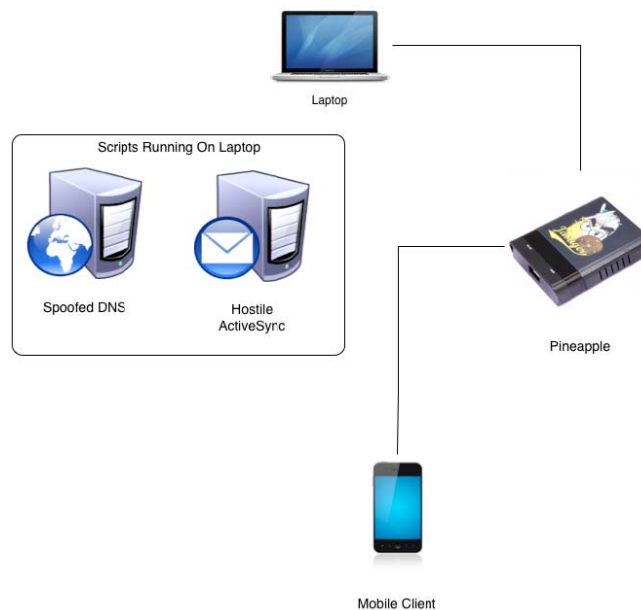 Laptop
Scripts Running On Laptop
Spoofed DNS
Hostile
ActiveSync
Pineapple
Mobile Client